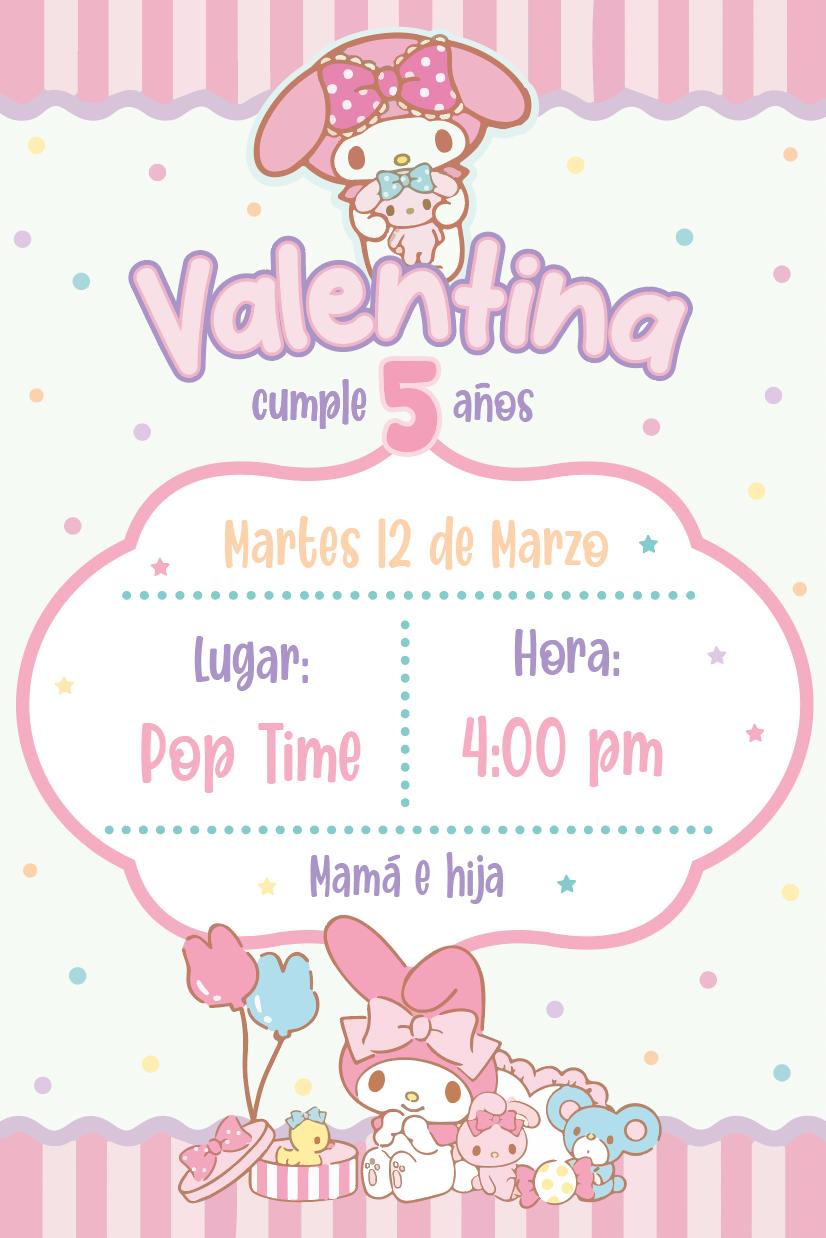 Valentina
cumple 5 años
Martes 12 de Marzo
Lugar:
Pop Time
Hora:
4:00 pm
Mamá e hija